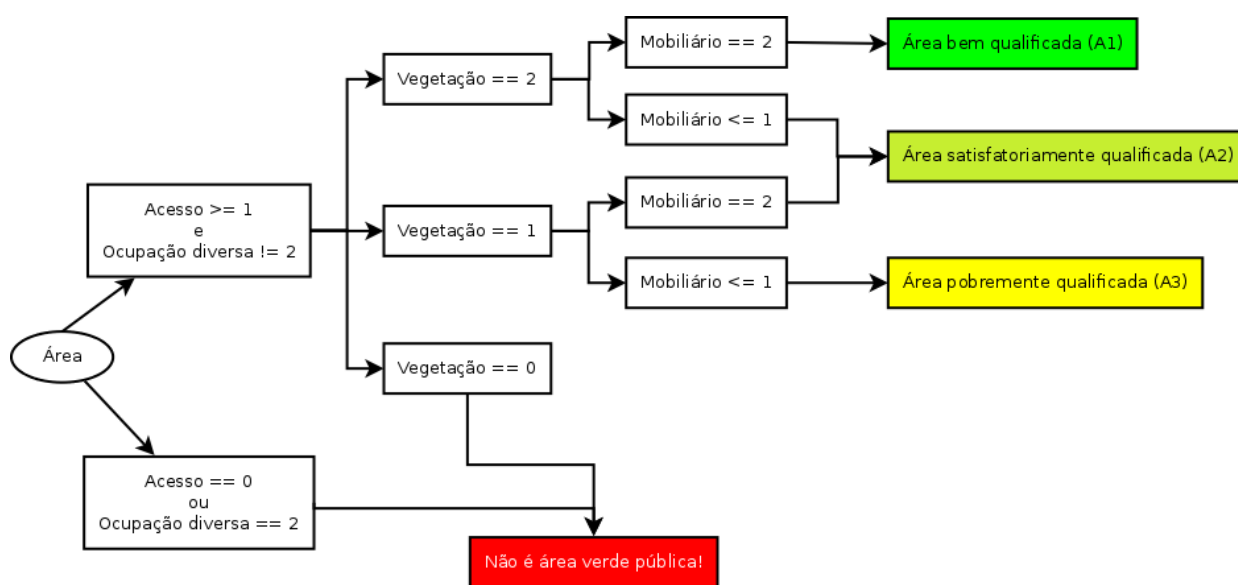 Mobiliário == 2
Área bem qualificada (A1)
Vegetação == 2
Mobiliário <= 1
Área satisfatoriamente qualificada (A2)
Acesso >= 1
e
Ocupação diversa != 2
Mobiliário == 2
Vegetação == 1
Mobiliário <= 1
Área pobremente qualificada (A3)
Área
Vegetação == 0
Acesso == 0
ou
Ocupação diversa == 2
Não é área verde pública!